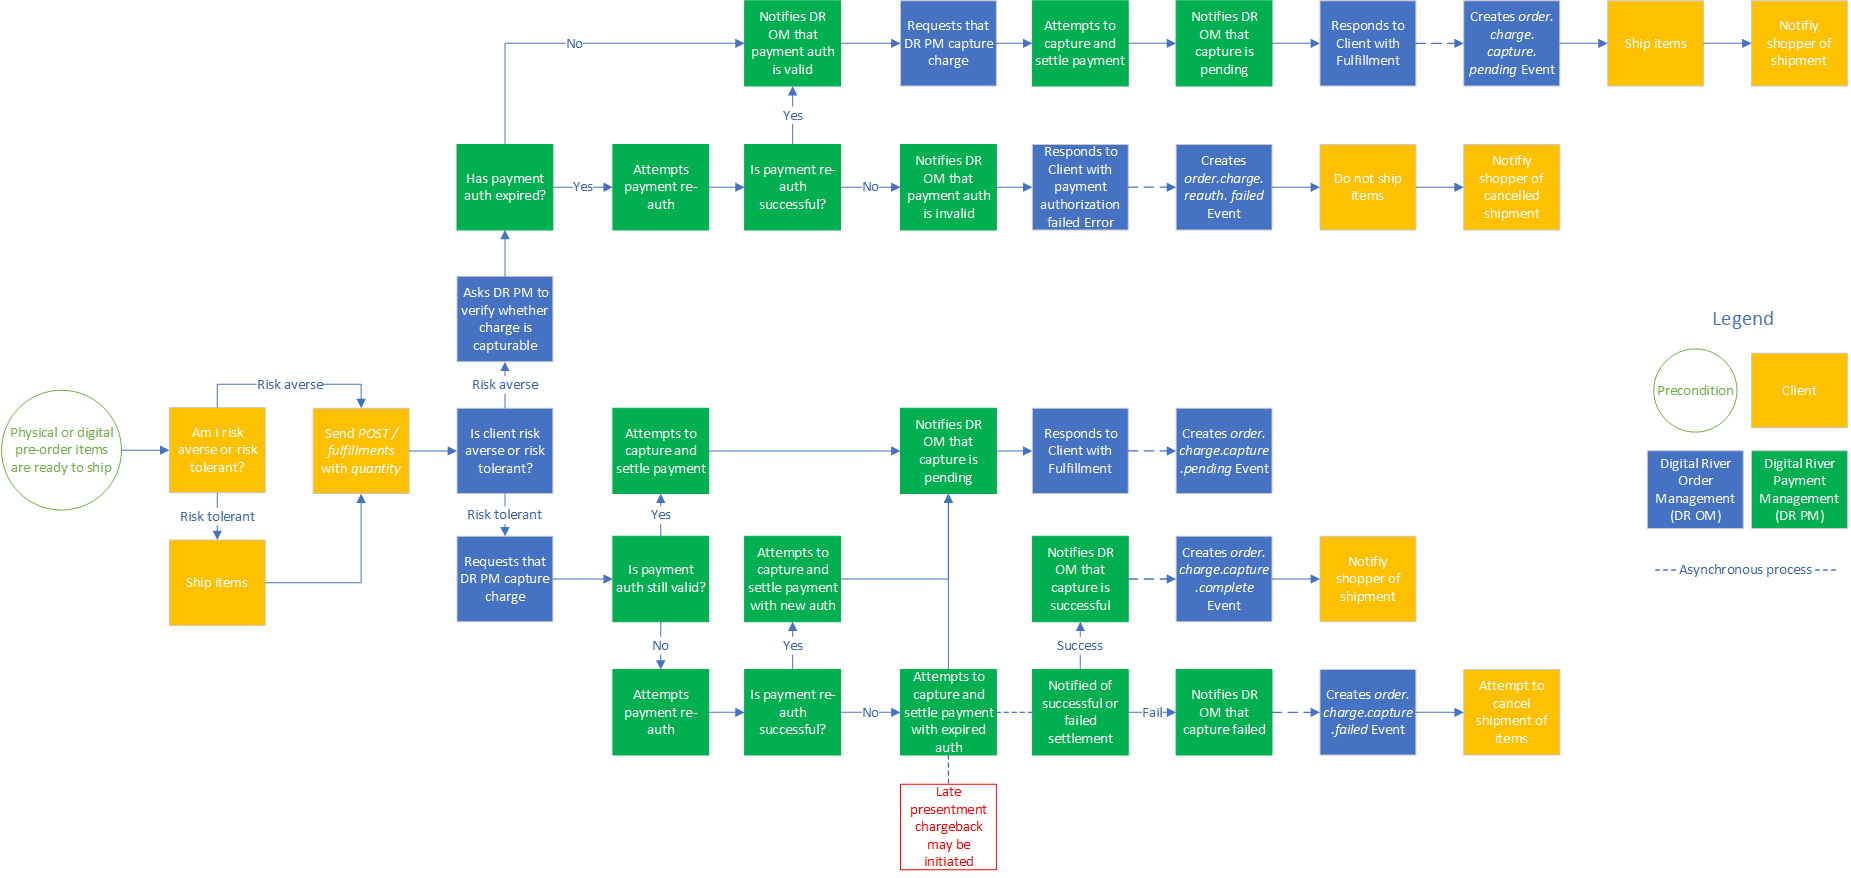 Notifies DR
OM that
payment auth
is valid
Requests that
DR PM capture
charge
Attempts to
capture and
settle payment
Notifies DR
OM that
capture is
pending
Responds to
Client with
Fulfillment
Creates order.
charge.
capture.
pending Event
Ship items
Notifiy
shopper of
shipment
No
Yes
Has payment
auth expired?
Yes
Attempts
payment re-
auth
Is payment re-
auth
successful?
No
Notifies DR
OM that
payment auth
is invalid
Responds to
Client with
payment
authorization
failed Error
Creates
order.charge.
reauth. failed
Event
Do not ship
items
Notifiy
shopper of
cancelled
shipment
Asks DR PM to
verify whether
charge is
capturable
Risk averse
Risk averse
Physical or digital
pre-order items
are ready to ship
Am I risk
averse or risk
tolerant?
Send POST /
fulfillments
with quantity
Is client risk
averse or risk
tolerant?
Attempts to
capture and
settle payment
Notifies DR
OM that
capture is
pending
Responds to
Client with
Fulfillment
Creates order.
charge.capture
.pending Event
Risk tolerant
Risk tolerant
Yes
Ship items
Requests that
DR PM capture
charge
Is payment
auth still valid?
Attempts to
capture and
settle payment
with new auth
Notifies DR
OM that
capture is
successful
Creates order.
charge.capture
.complete
Event
Notifiy
shopper of
shipment
No
Yes
Success
Attempts
payment re-
auth
Is payment re-
auth
successful?
No
Attempts to
capture and
settle payment
with expired
auth
Notified of
successful or
failed
settlement
Fail
Notifies DR
OM that
capture failed
Creates order.
charge.capture
.failed Event
Attempt to
cancel
shipment of
items
Late
presentment
chargeback
may be
initiated
Legend
Precondition
Client
Digital River
Order
Management
(DR OM)
Digital River
Payment
Management
(DR PM)
Asynchronous process